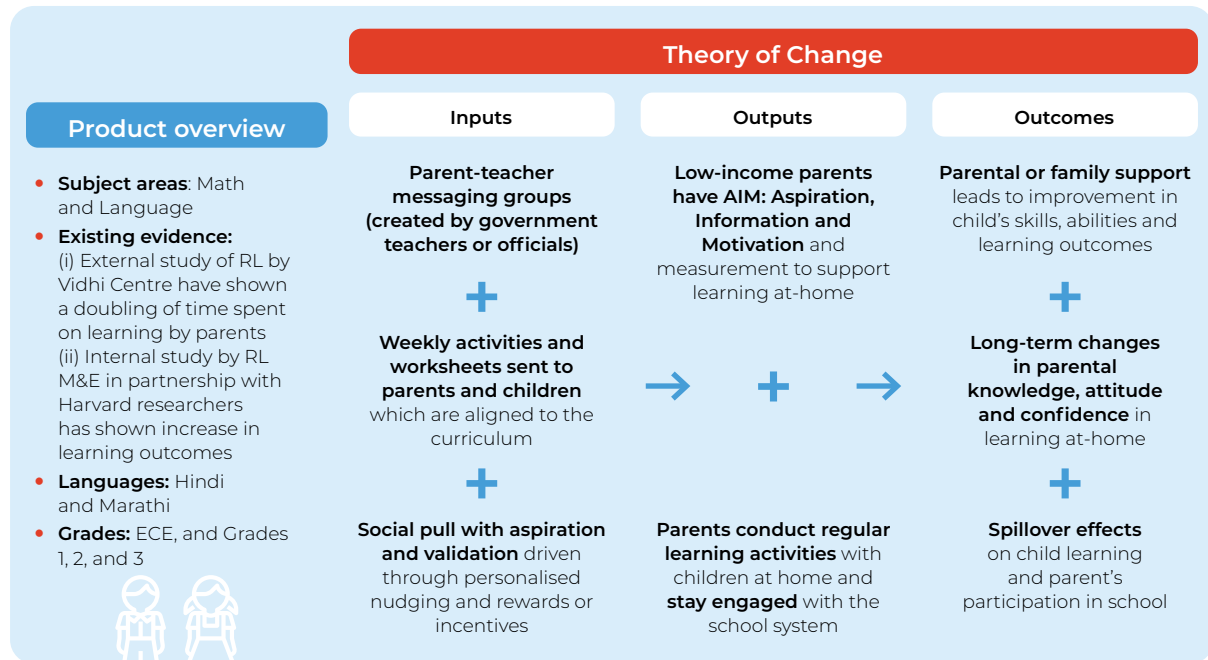 Theory of Change
Product overview
• Subject areas: Math
and Language
• Existing evidence:
(i) External study of RL by
Vidhi Centre have shown
a doubling of time spent
on learning by parents
(ii) Internal study by RL
M&E in partnership with
Harvard researchers
has shown increase in
learning outcomes
• Languages: Hindi
and Marathi
• Grades: ECE, and Grades
1, 2, and 3
Inputs
Parent-teacher
messaging groups
(created by government
teachers or officials)
+
Weekly activities and
worksheets sent to
parents and children
which are aligned to the
curriculum
+
Social pull with aspiration
and validation driven
through personalised
nudging and rewards or
incentives
→
Outputs
Low-income parents
have AIM: Aspiration,
Information and
Motivation and
measurement to support
learning at-home
+
Parents conduct regular
learning activities with
children at home and
stay engaged with the
school system
→
Outcomes
Parental or family support
leads to improvement in
child's skills, abilities and
learning outcomes
+
Long-term changes
in parental
knowledge, attitude
and confidence in
learning at-home
+
Spillover effects
on child learning
and parent's
participation in school